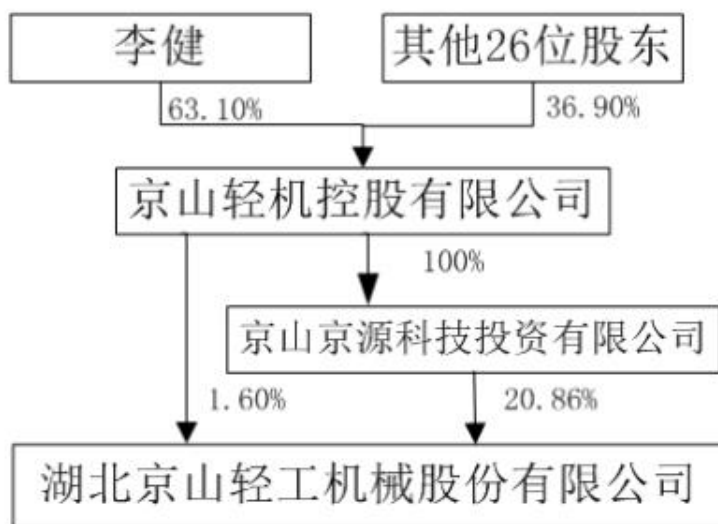 李健
其他26位股东
63.10%
36.90%
京山轻机控股有限公司
100%
京山京源科技投资有限公司
1.60%
20.86%
湖北京山轻工机械股份有限公司